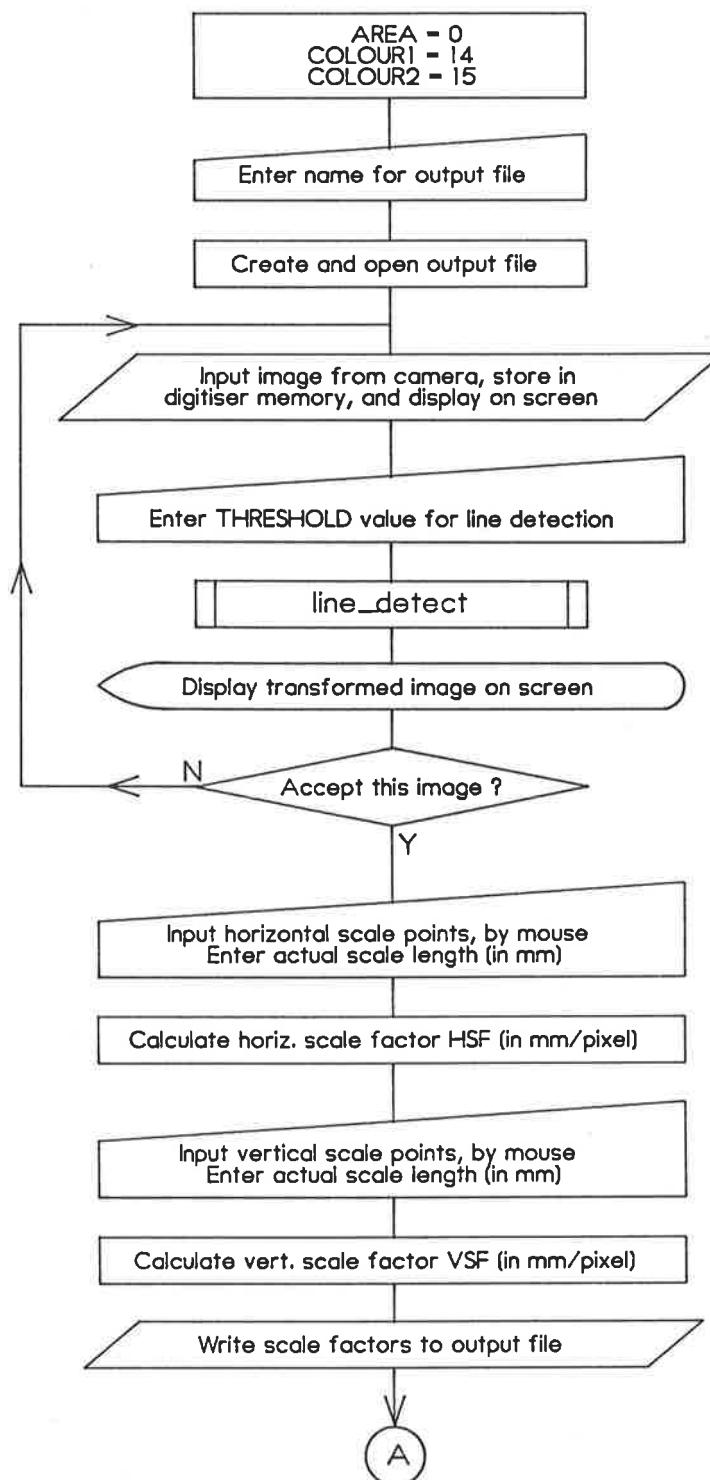 AREA = 0
COLOUR1 = 14
COLOUR2 = 15
Enter name for output file
Create and open output file
Input image from camera, store in
digitiser memory, and display on screen
Enter THRESHOLD value for line detection
line_detect
Display transformed image on screen
N
Accept this image ?
Y
Input horizontal scale points, by mouse
Enter actual scale length (in mm)
Calculate horiz. scale factor HSF (in mm/pixel)
Input vertical scale points, by mouse
Enter actual scale length (in mm)
Calculate vert. scale factor VSF (in mm/pixel)
Write scale factors to output file
A